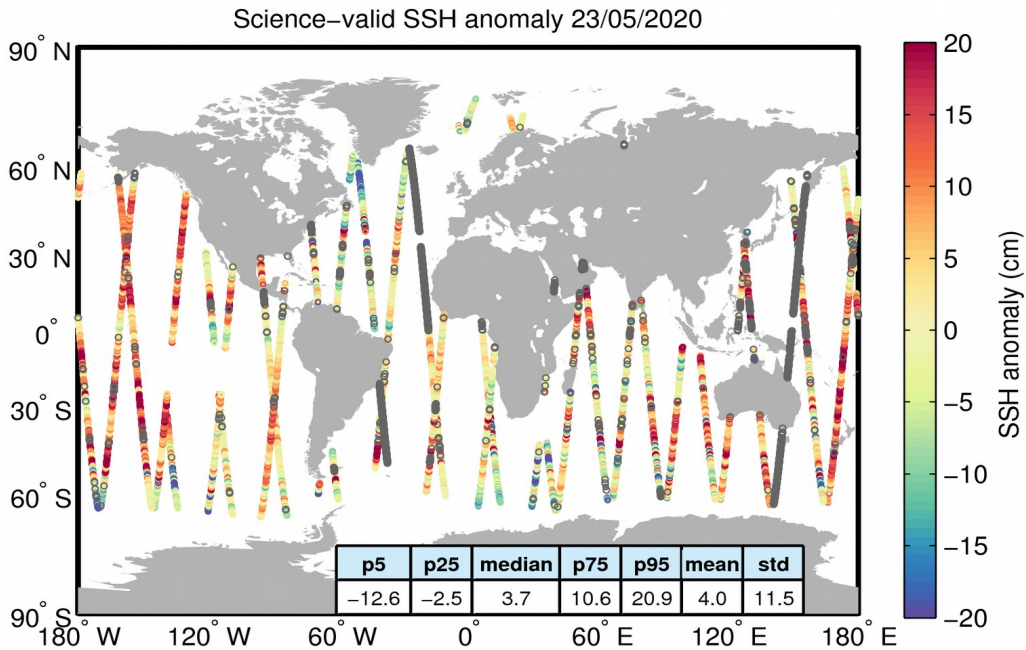 Science−valid SSH anomaly 23/05/2020
90° N
60° N
30° N
0°
30° S
60° S
90° S
180° W
120° W
60° W
0°
60° E
120° E
180° E
p5 p25 median p75 p95 mean std
−12.6 −2.5 3.7 10.6 20.9 4.0 11.5
20
15
10
5
0
−5
−10
−15
−20
SSH anomaly (cm)